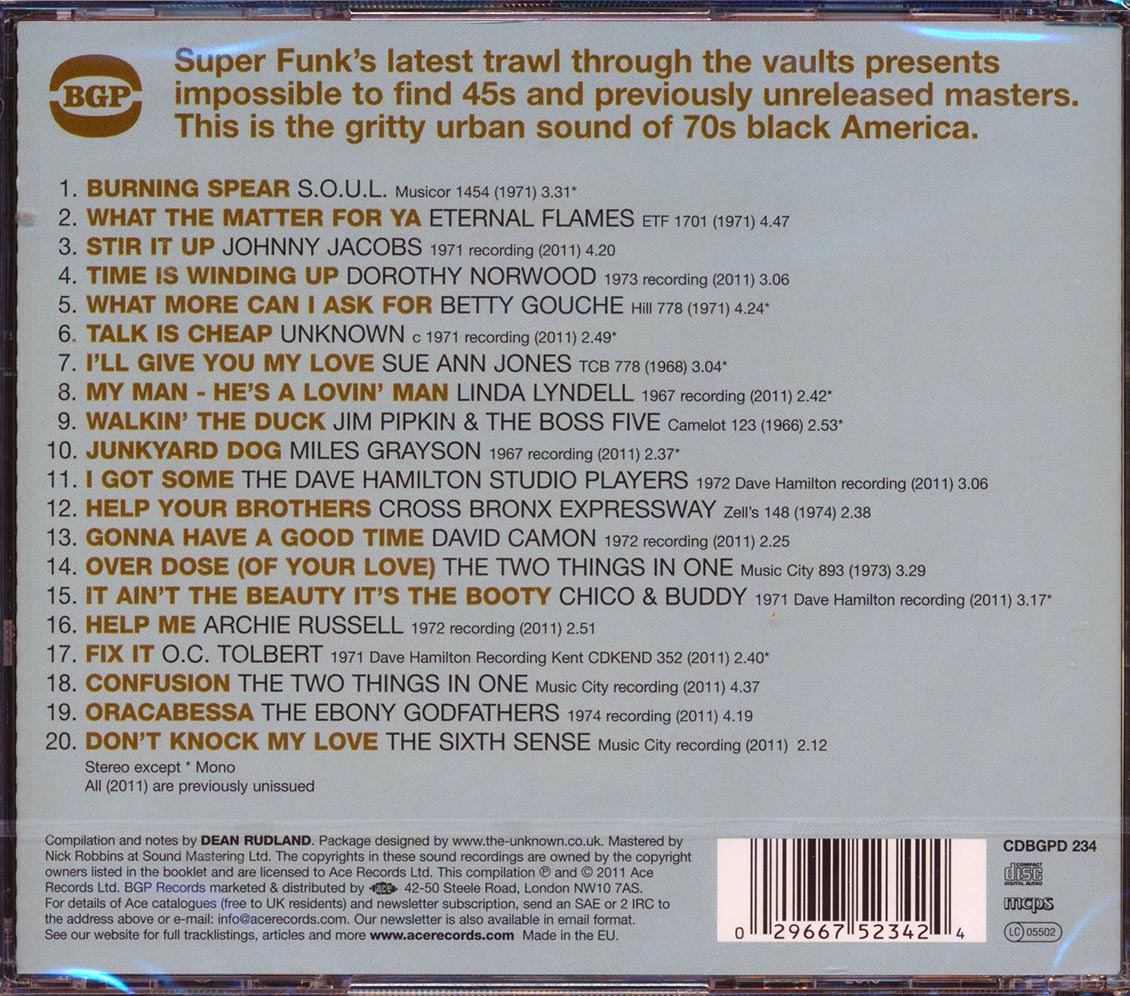 BGP
Super Funk's latest trawl through the vaults presents
impossible to find 45s and previously unreleased masters.
This is the gritty urban sound of 70s black America.
1. BURNING SPEAR S.O.U.L. Musicor 1454 (1971) 3.31*
2. WHAT THE MATTER FOR YA ETERNAL FLAMES ETF 1701 (1971) 4.47
3. STIR IT UP JOHNNY JACOBS 1971 recording (2011) 4.20
4. TIME IS WINDING UP DOROTHY NORWOOD 1973 recording (2011) 3.06
5. WHAT MORE CAN I ASK FOR BETTY GOUCHE Hill 778 (1971) 4.24*
6. TALK IS CHEAP UNKNOWN c 1971 recording (2011) 2.49*
7. I'LL GIVE YOU MY LOVE SUE ANN JONES TCB 778 (1968) 3.04*
8. MY MAN - HE'S A LOVIN' MAN LINDA LYNDELL 1967 recording (2011) 2.42*
9. WALKIN' THE DUCK JIM PIPKIN & THE BOSS FIVE Camelot 123 (1966) 2.53*
10. JUNKYARD DOG MILES GRAYSON 1967 recording (2011) 2.37*
11. I GOT SOME THE DAVE HAMILTON STUDIO PLAYERS 1972 Dave Hamilton recording (2011) 3.06
12. HELP YOUR BROTHERS CROSS BRONX EXPRESSWAY Zell's 148 (1974) 2.38
13. GONNA HAVE A GOOD TIME DAVID CAMON 1972 recording (2011) 2.25
14. OVER DOSE (OF YOUR LOVE) THE TWO THINGS IN ONE Music City 893 (1973) 3.29
15. IT AIN'T THE BEAUTY IT'S THE BOOTY CHICO & BUDDY 1971 Dave Hamilton recording (2011) 3.17*
16. HELP ME ARCHIE RUSSELL 1972 recording (2011) 2.51
17. FIX IT O.C. TOLBERT 1971 Dave Hamilton Recording Kent CDKEND 352 (2011) 2.40*
18. CONFUSION THE TWO THINGS IN ONE Music City recording (2011) 4.37
19. ORACABESSA THE EBONY GODFATHERS 1974 recording (2011) 4.19
20. DON'T KNOCK MY LOVE THE SIXTH SENSE Music City recording (2011) 2.12
Stereo except * Mono
All (2011) are previously unissued
Compilation and notes by DEAN RUDLAND. Package designed by www.the-unknown.co.uk. Mastered by
Nick Robbins at Sound Mastering Ltd. The copyrights in these sound recordings are owned by the copyright
owners listed in the booklet and are licensed to Ace Records Ltd. This compilation ℗ and © 2011 Ace
Records Ltd. BGP Records marketed & distributed by ACE 42-50 Steele Road, London NW10 7AS.
For details of Ace catalogues (free to UK residents) and newsletter subscription, send an SAE or 2 IRC to
the address above or e-mail: info@acerecords.com. Our newsletter is also available in email format.
See our website for full tracklistings, articles and more www.acerecords.com Made in the EU.
0 29667 52342 4
CDBGPD 234
COMPACT
disc
DIGITAL AUDIO
mcps
LC 05502